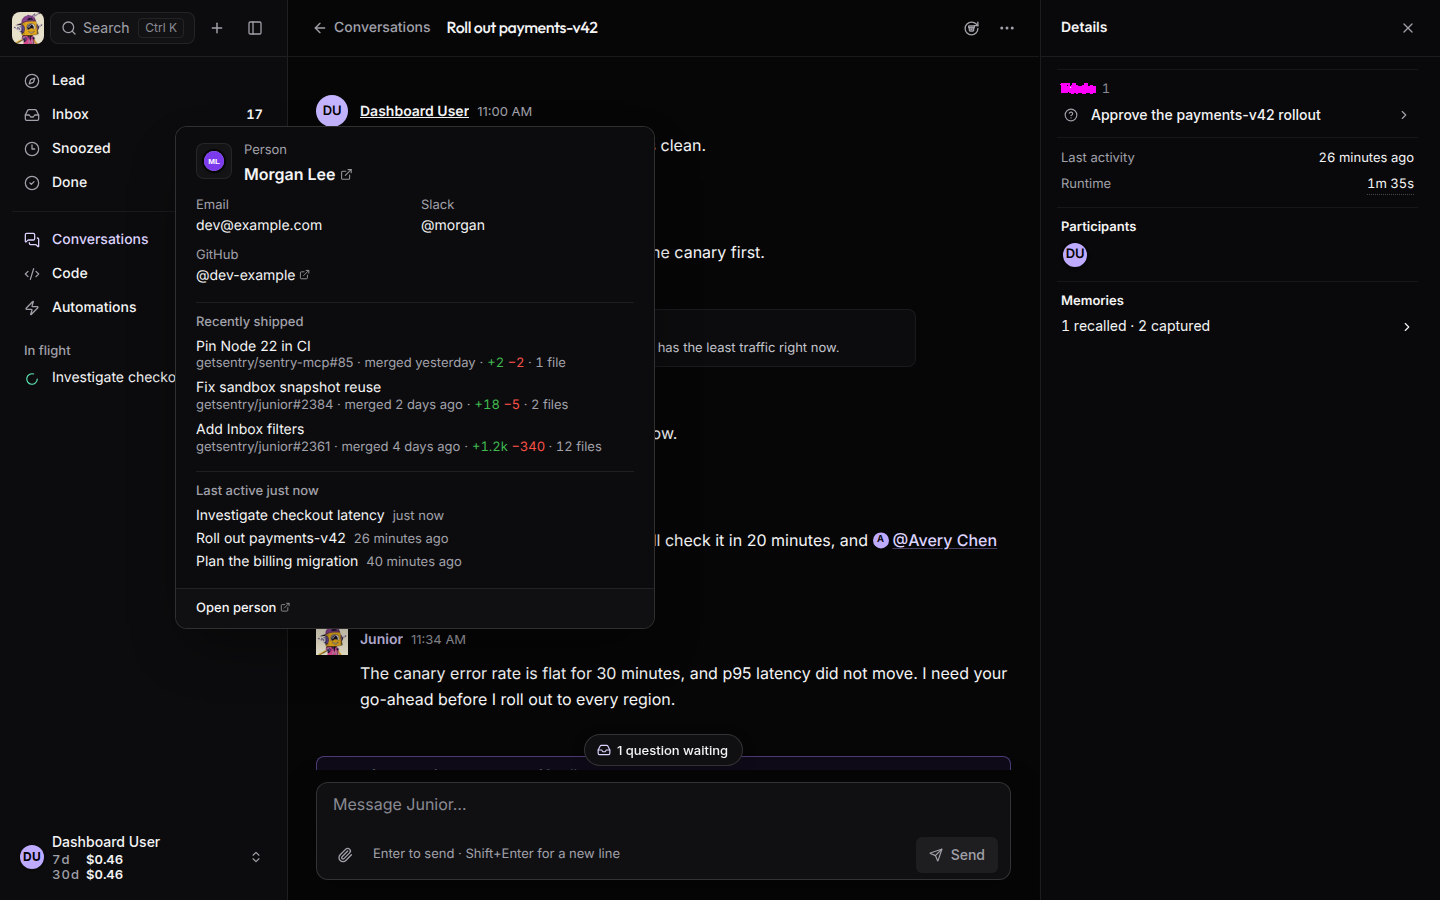 Search Ctrl K
Lead
Inbox 17
Snoozed
Done
Conversations
Code
Automations
In flight
Investigate checko
Dashboard User
7d $0.46
30d $0.46
Conversations Roll out payments-v42
DU Dashboard User 11:00 AM
clean.
ne canary first.
has the least traffic right now.
ow.
ll check it in 20 minutes, and A @Avery Chen
ML
Person
Morgan Lee
Email Slack
dev@example.com @morgan
GitHub
@dev-example
Recently shipped
Pin Node 22 in CI
getsentry/sentry-mcp#85 · merged yesterday · +2 −2 · 1 file
Fix sandbox snapshot reuse
getsentry/junior#2384 · merged 2 days ago · +18 −5 · 2 files
Add Inbox filters
getsentry/junior#2361 · merged 4 days ago · +1.2k −340 · 12 files
Last active just now
Investigate checkout latency just now
Roll out payments-v42 26 minutes ago
Plan the billing migration 40 minutes ago
Open person
Junior 11:34 AM
The canary error rate is flat for 30 minutes, and p95 latency did not move. I need your
go-ahead before I roll out to every region.
1 question waiting
Message Junior...
Enter to send · Shift+Enter for a new line
Send
DU
Details
1
Approve the payments-v42 rollout
Last activity 26 minutes ago
Runtime 1m 35s
Participants
DU
Memories
1 recalled · 2 captured